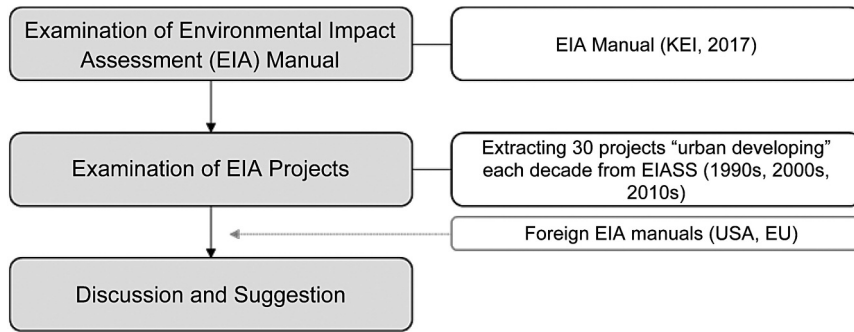 Examination of Environmental Impact
Assessment (EIA) Manual
EIA Manual (KEI, 2017)
Examination of EIA Projects
Extracting 30 projects “urban developing”
each decade from EIASS (1990s, 2000s,
2010s)
Foreign EIA manuals (USA, EU)
Discussion and Suggestion